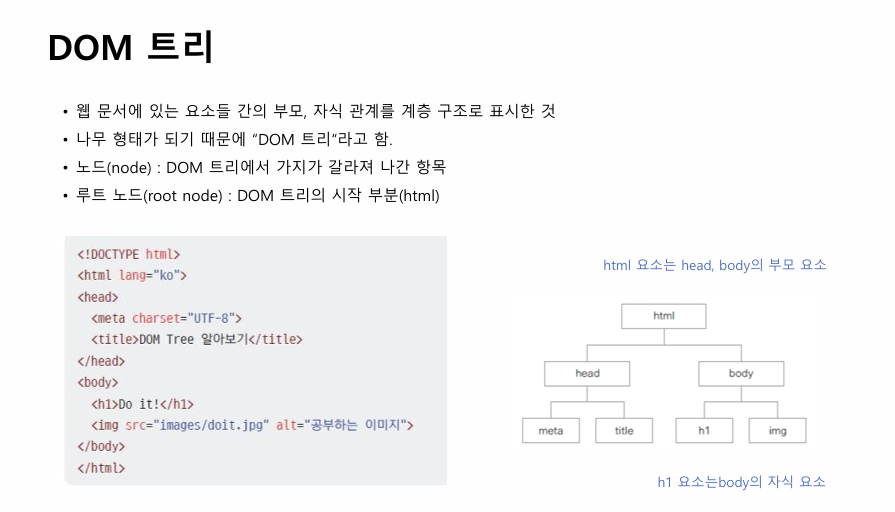 DOM 트리
• 웹 문서에 있는 요소들 간의 부모, 자식 관계를 계층 구조로 표시한 것
• 나무 형태가 되기 때문에 “DOM 트리“라고 함.
• 노드(node) : DOM 트리에서 가지가 갈라져 나간 항목
• 루트 노드(root node) : DOM 트리의 시작 부분(html)
<!DOCTYPE html>
<html lang="ko">
<head>
  <meta charset="UTF-8">
  <title>DOM Tree 알아보기</title>
</head>
<body>
  <h1>Do it!</h1>
  <img src="images/doit.jpg" alt="공부하는 이미지">
</body>
</html>
html 요소는 head, body의 부모 요소
html
head body
meta title h1 img
h1 요소는body의 자식 요소